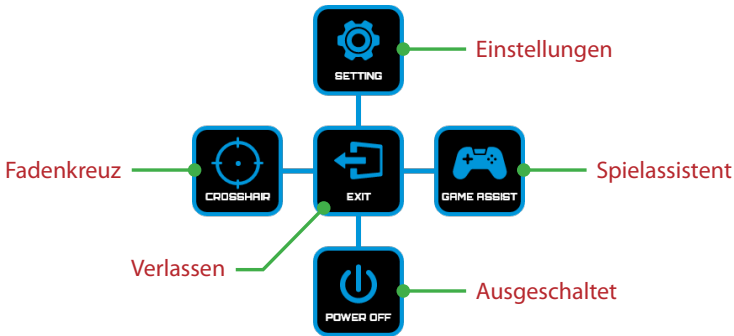 Einstellungen
SETTING
Fadenkreuz
CROSSHAIR
EXIT
GAME ASSIST
Spielassistent
Verlassen
POWER OFF
Ausgeschaltet